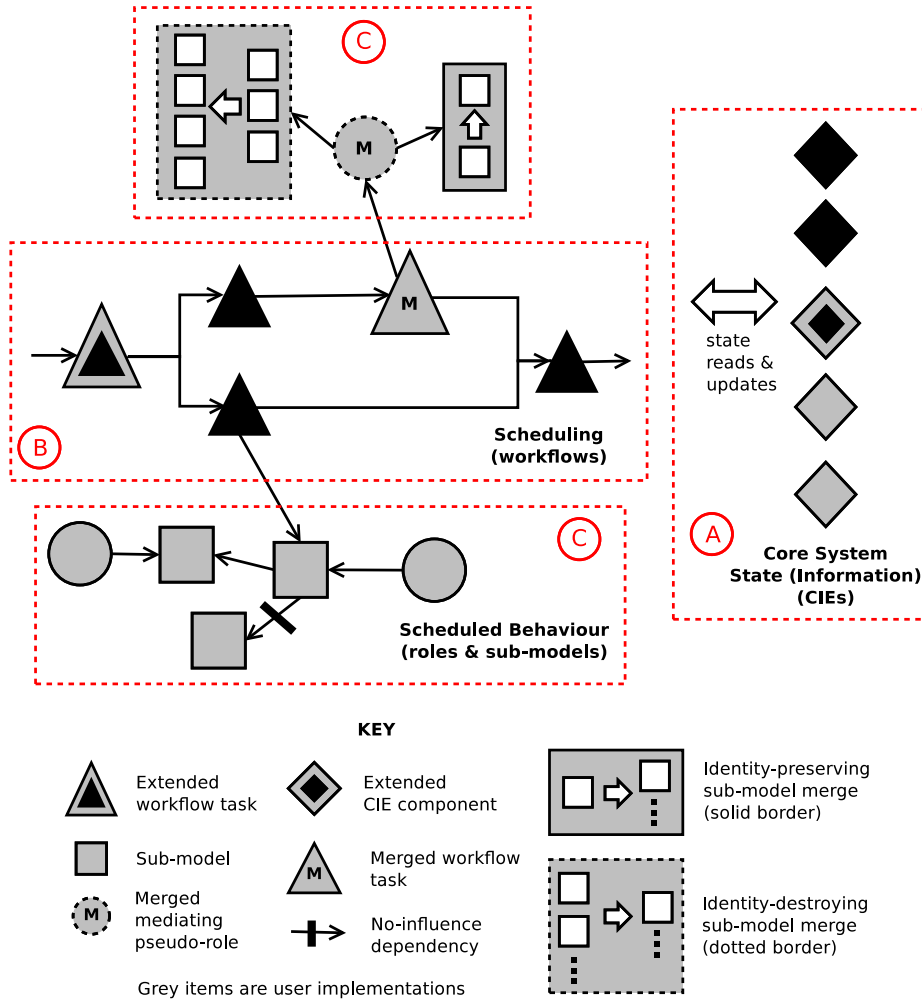 C
M
M
state
reads &
updates
B
Scheduling
(workflows)
A
Core System
State (Information)
(CIEs)
C
Scheduled Behaviour
(roles & sub-models)
KEY
Extended
workflow task
Extended
CIE component
Identity-preserving
sub-model merge
(solid border)
Sub-model
M
Merged workflow
task
M
Merged
mediating
pseudo-role
No-influence
dependency
Identity-destroying
sub-model merge
(dotted border)
Grey items are user implementations